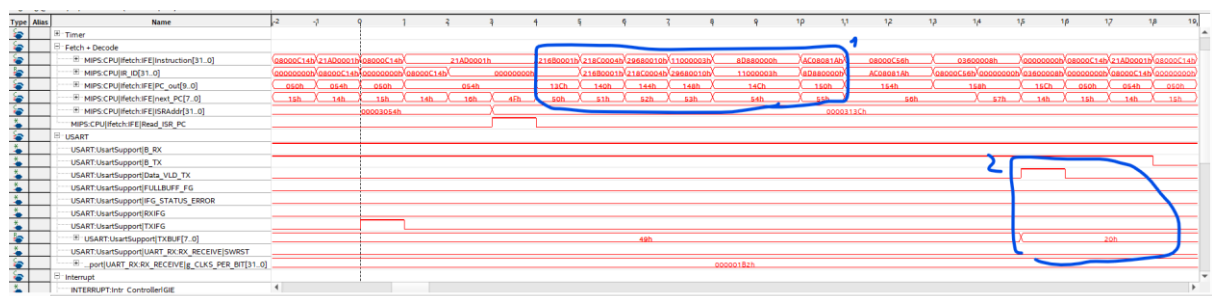 Type Alias Name -2 -1 0 1 2 3 4 5 6 7 8 9 10 11 12 13 14 15 16 17 18 19
Timer
Fetch + Decode
MIPS:CPU|Ifetch:IFE|Instruction[31..0] 08000C14h 21AD0001h 08000C14h 21AD0001h 216B0001h 218C0004h 29680010h 11000003h 8D880000h AC08081Ah 08000C56h 03600008h 00000000h 08000C14h 21AD0001h 08000C14h
MIPS:CPU|IR_ID[31..0] 00000000h 08000C14h 00000000h 08000C14h 00000000h 216B0001h 218C0004h 29680010h 11000003h 8D880000h AC08081Ah 08000C56h 00000000h 03600008h 00000000h 08000C14h 00000000h
MIPS:CPU|Ifetch:IFE|PC_out[9..0] 050h 054h 050h 054h 13Ch 140h 144h 148h 14Ch 150h 154h 158h 15Ch 050h 054h 050h
MIPS:CPU|Ifetch:IFE|next_PC[7..0] 15h 14h 15h 14h 16h 4Fh 50h 51h 52h 53h 54h 55h 56h 57h 14h 15h 14h 15h
MIPS:CPU|Ifetch:IFE|ISRAddr[31..0] 00003054h 0000313Ch
MIPS:CPU|Ifetch:IFE|Read_ISR_PC
USART
USART:UsartSupport|B_RX
USART:UsartSupport|B_TX
USART:UsartSupport|Data_VLD_TX
USART:UsartSupport|FULLBUFF_FG
USART:UsartSupport|IFG_STATUS_ERROR
USART:UsartSupport|RXIFG
USART:UsartSupport|TXIFG
USART:UsartSupport|TXBUF[7..0] 48h 20h
USART:UsartSupport|UART_RX:RX_RECEIVE|SWRST
...port|UART_RX:RX_RECEIVE|g_CLKS_PER_BIT[31..0] 000001B2h
Interrupt
INTERRUPT:Intr_Controller|GIE
1
2